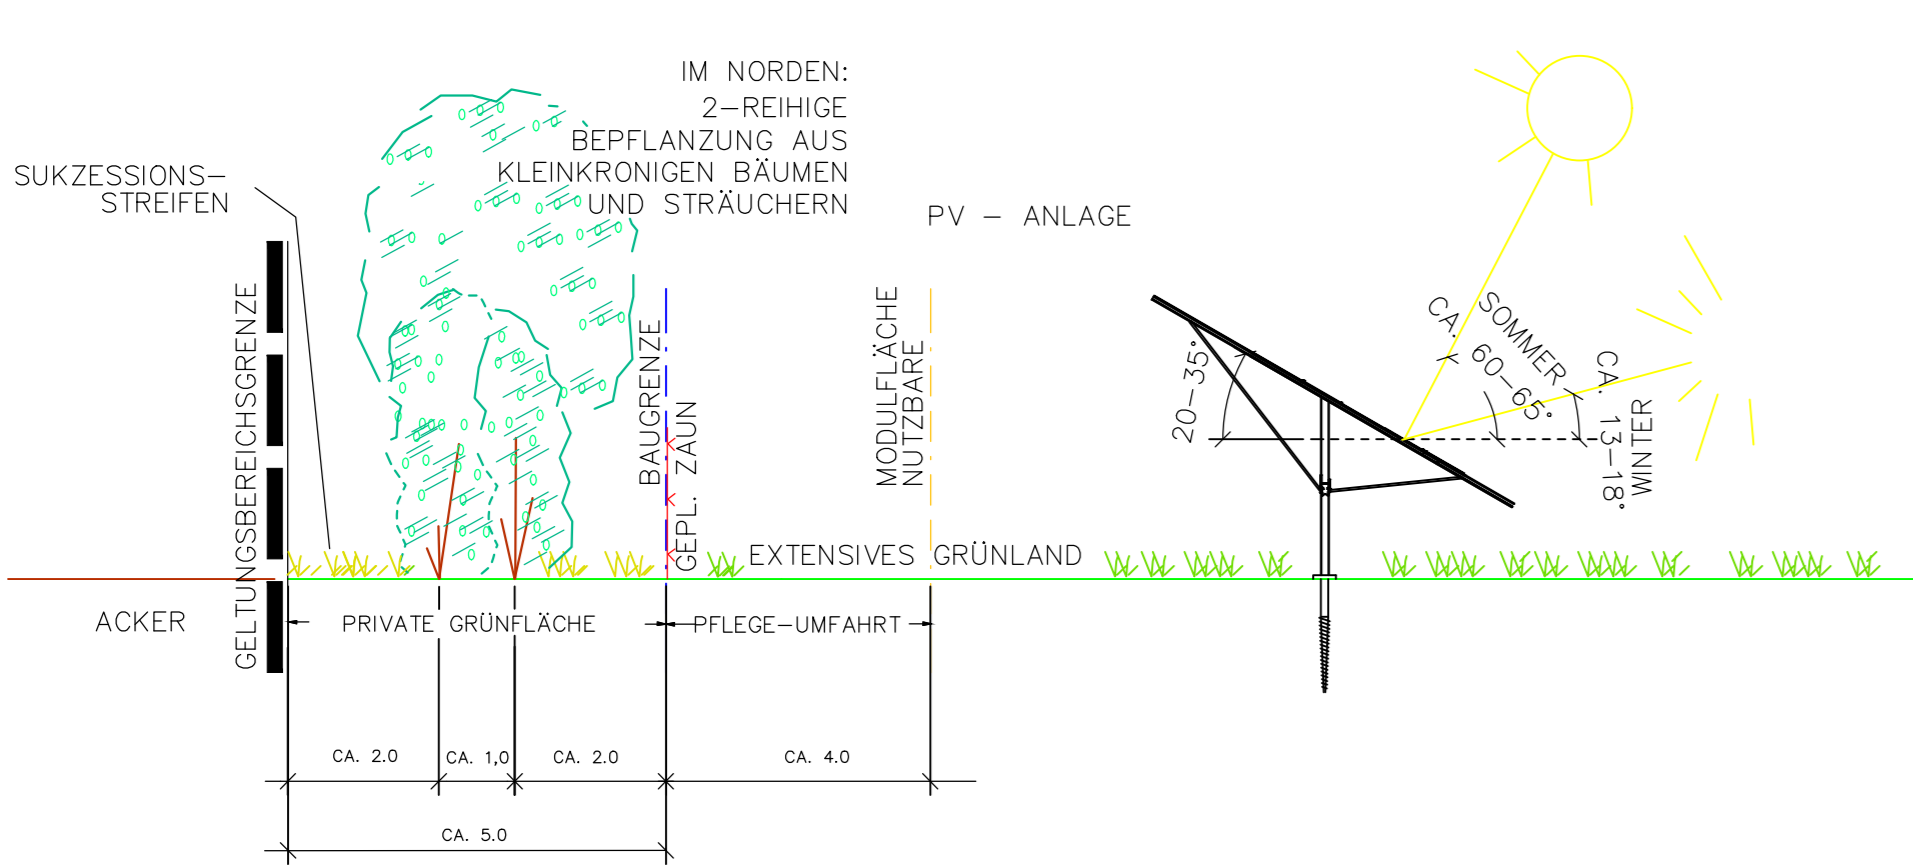 IM NORDEN:
2-REIHIGE
BEPFLANZUNG AUS
KLEINKRONIGEN BÄUMEN
UND STRÄUCHERN
SUKZESSIONS-
STREIFEN
PV - ANLAGE
GELTUNGSBEREICHSGRENZE
BAUGRENZE
GEPL. ZAUN
MODULFLÄCHE
NUTZBARE
20-35°
SOMMER
CA. 60-65°
CA. 13-18°
WINTER
EXTENSIVES GRÜNLAND
ACKER
PRIVATE GRÜNFLÄCHE
PFLEGE-UMFAHRT
CA. 2.0
CA. 1,0
CA. 2.0
CA. 4.0
CA. 5.0